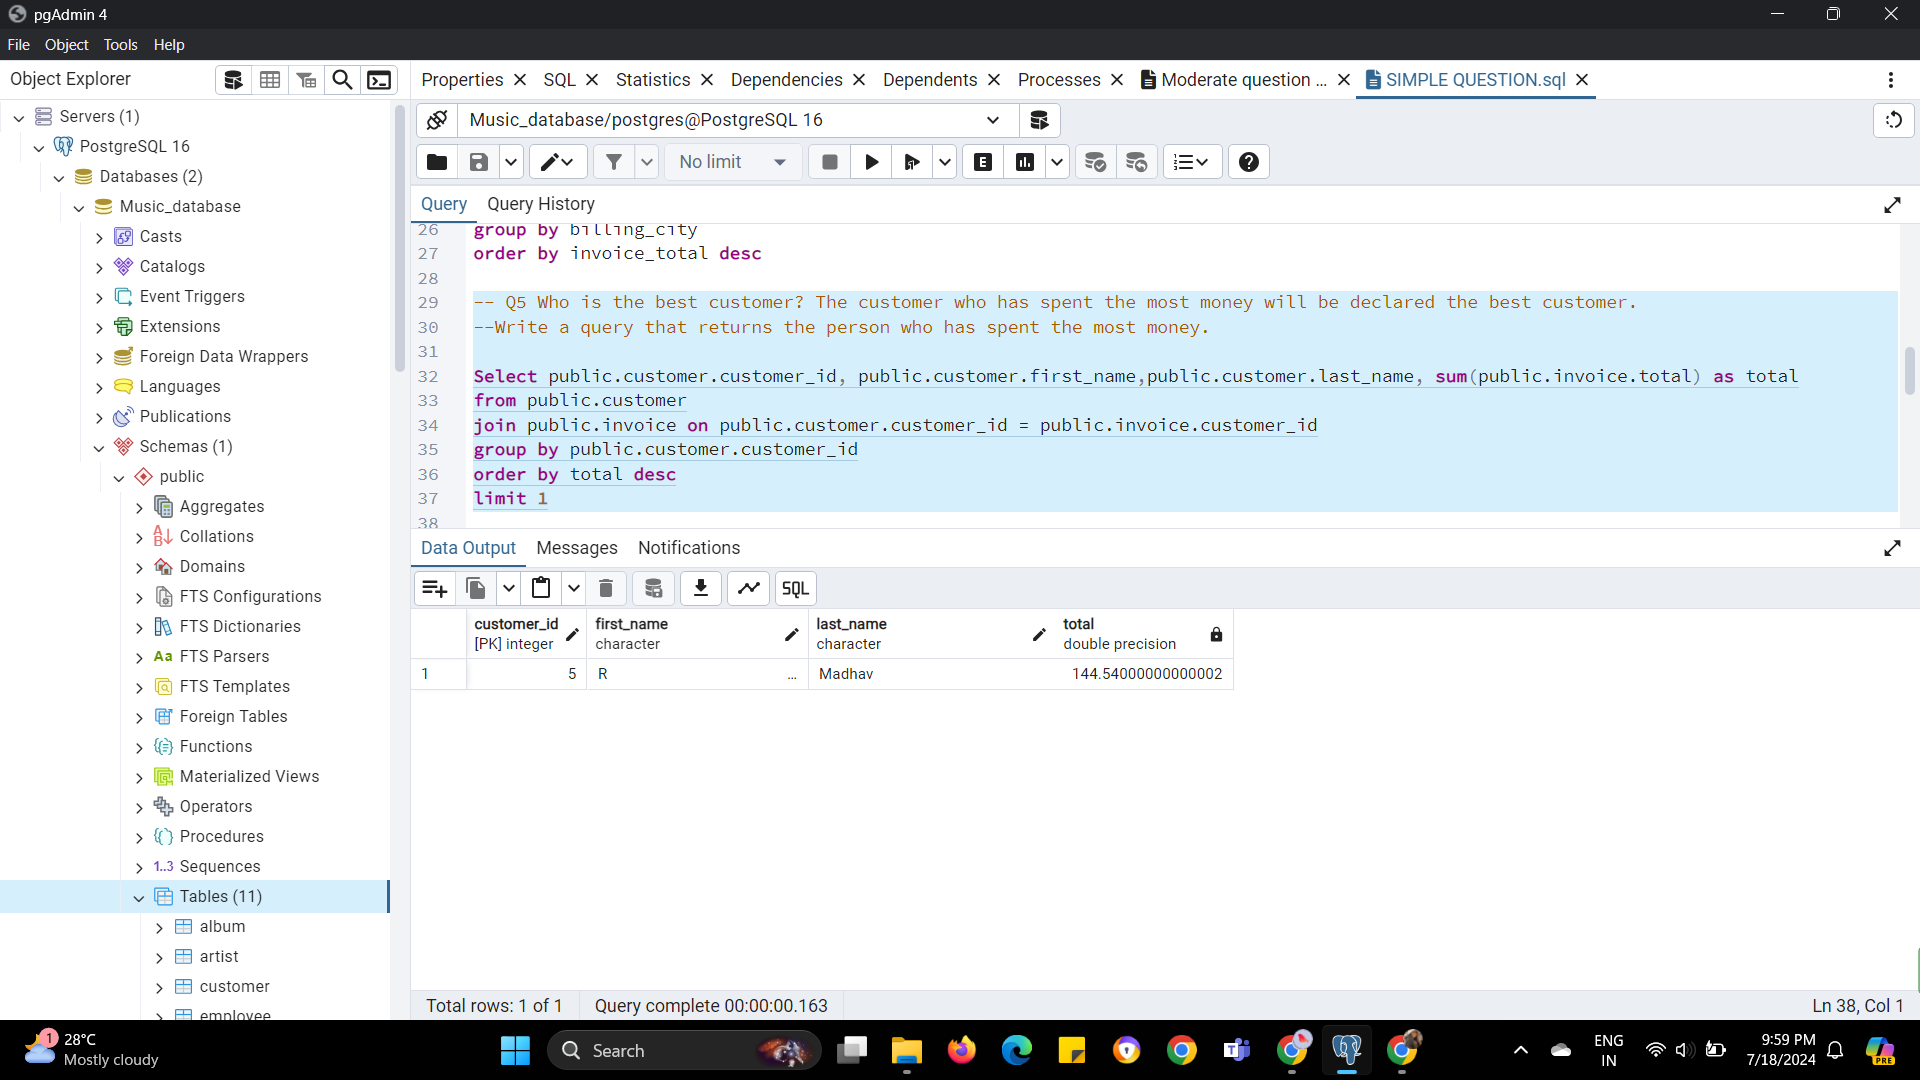 pgAdmin 4
File Object Tools Help
Object Explorer
Properties SQL Statistics Dependencies Dependents Processes Moderate question ... SIMPLE QUESTION.sql
Servers (1)
PostgreSQL 16
Databases (2)
Music_database
Casts
Catalogs
Event Triggers
Extensions
Foreign Data Wrappers
Languages
Publications
Schemas (1)
public
Aggregates
Collations
Domains
FTS Configurations
FTS Dictionaries
Aa FTS Parsers
FTS Templates
Foreign Tables
Functions
Materialized Views
Operators
Procedures
1..3 Sequences
Tables (11)
album
artist
customer
employee
Music_database/postgres@PostgreSQL 16
No limit E
Query Query History
26 group by billing_city
27 order by invoice_total desc
28
29 -- Q5 Who is the best customer? The customer who has spent the most money will be declared the best customer.
30 --Write a query that returns the person who has spent the most money.
31
32 Select public.customer.customer_id, public.customer.first_name,public.customer.last_name, sum(public.invoice.total) as total
33 from public.customer
34 join public.invoice on public.customer.customer_id = public.invoice.customer_id
35 group by public.customer.customer_id
36 order by total desc
37 limit 1
38
Data Output Messages Notifications
SQL
customer_id first_name last_name total
[PK] integer character character double precision
1 5 R ... Madhav 144.54000000000002
Total rows: 1 of 1 Query complete 00:00:00.163 Ln 38, Col 1
1 28°C
Mostly cloudy
Search
ENG
IN
9:59 PM
7/18/2024
PRE